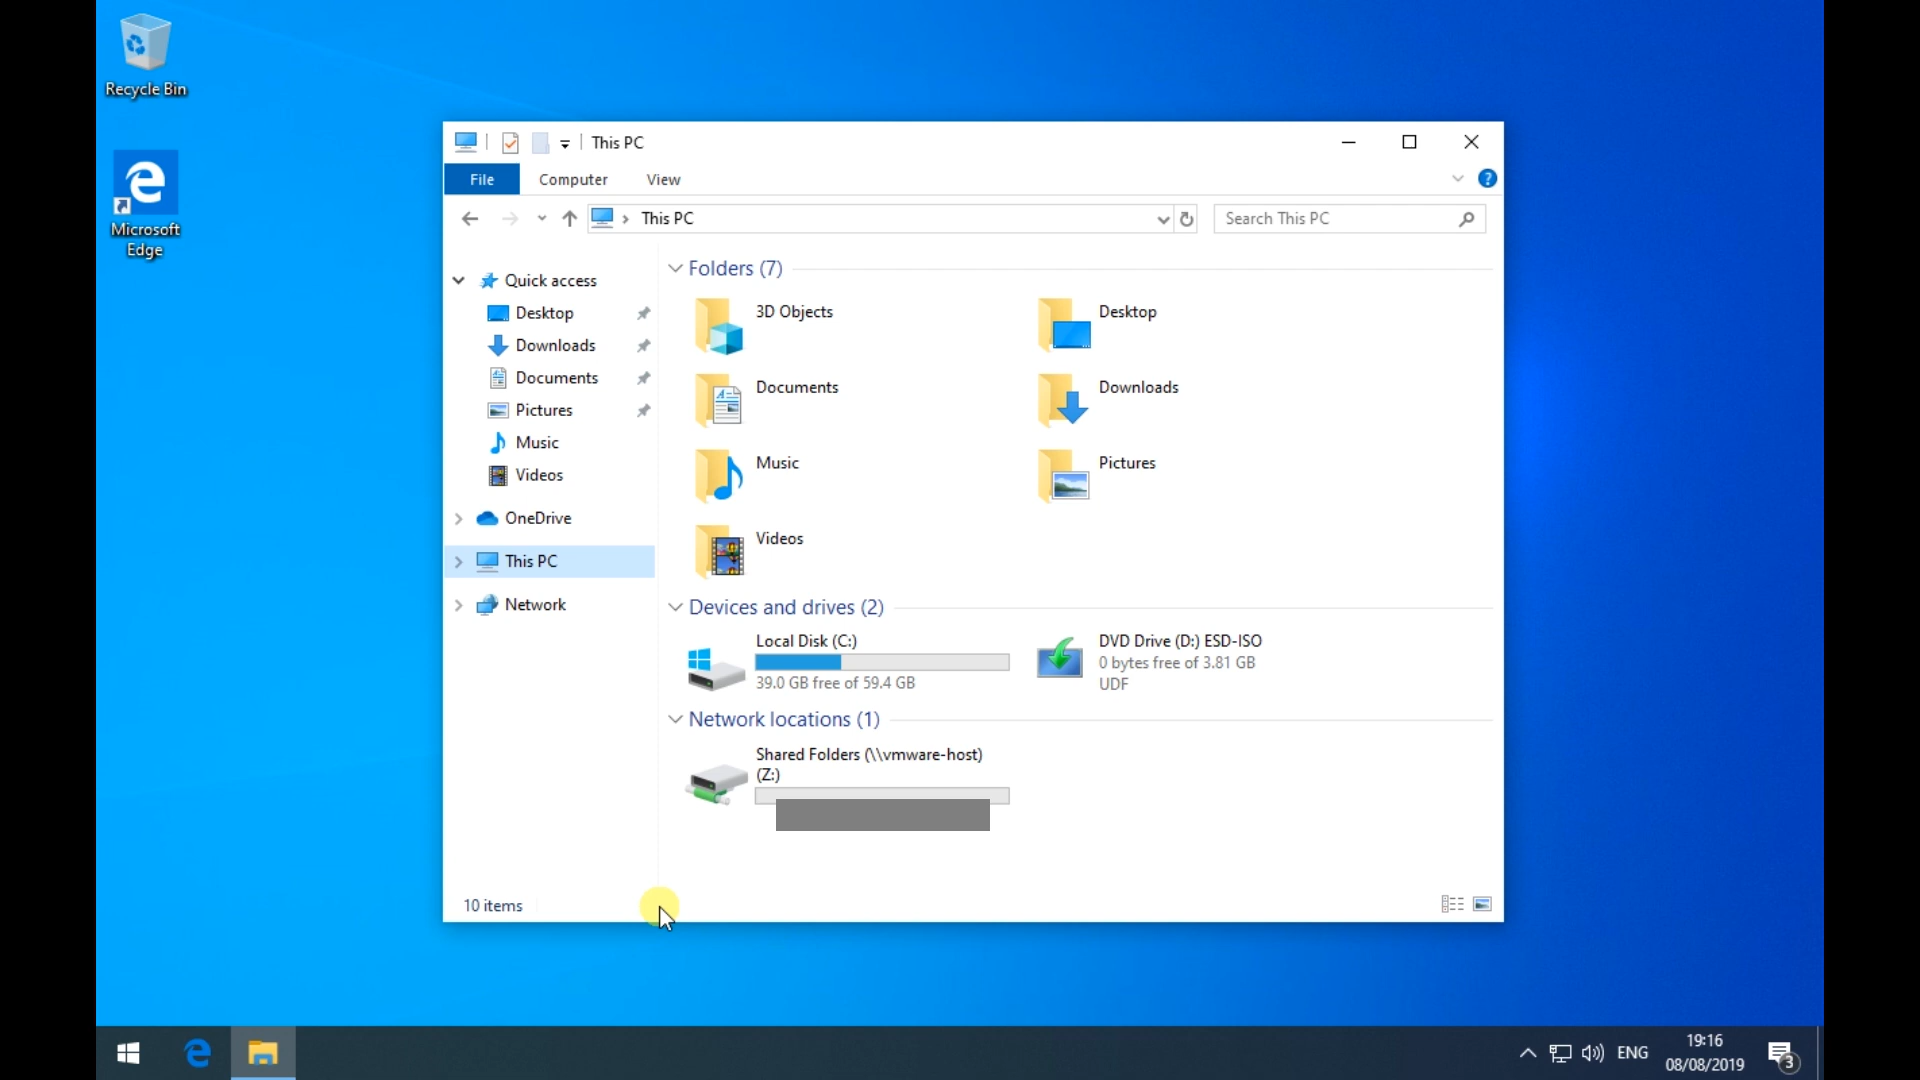 Recycle Bin
Microsoft
Edge
This PC
File Computer View
This PC
Search This PC
Quick access
Desktop
Downloads
Documents
Pictures
Music
Videos
OneDrive
This PC
Network
Folders (7)
3D Objects
Desktop
Documents
Downloads
Music
Pictures
Videos
Devices and drives (2)
Local Disk (C:)
39.0 GB free of 59.4 GB
DVD Drive (D:) ESD-ISO
0 bytes free of 3.81 GB
UDF
Network locations (1)
Shared Folders (\\vmware-host)
(Z:)
10 items
ENG
19:16
08/08/2019
3